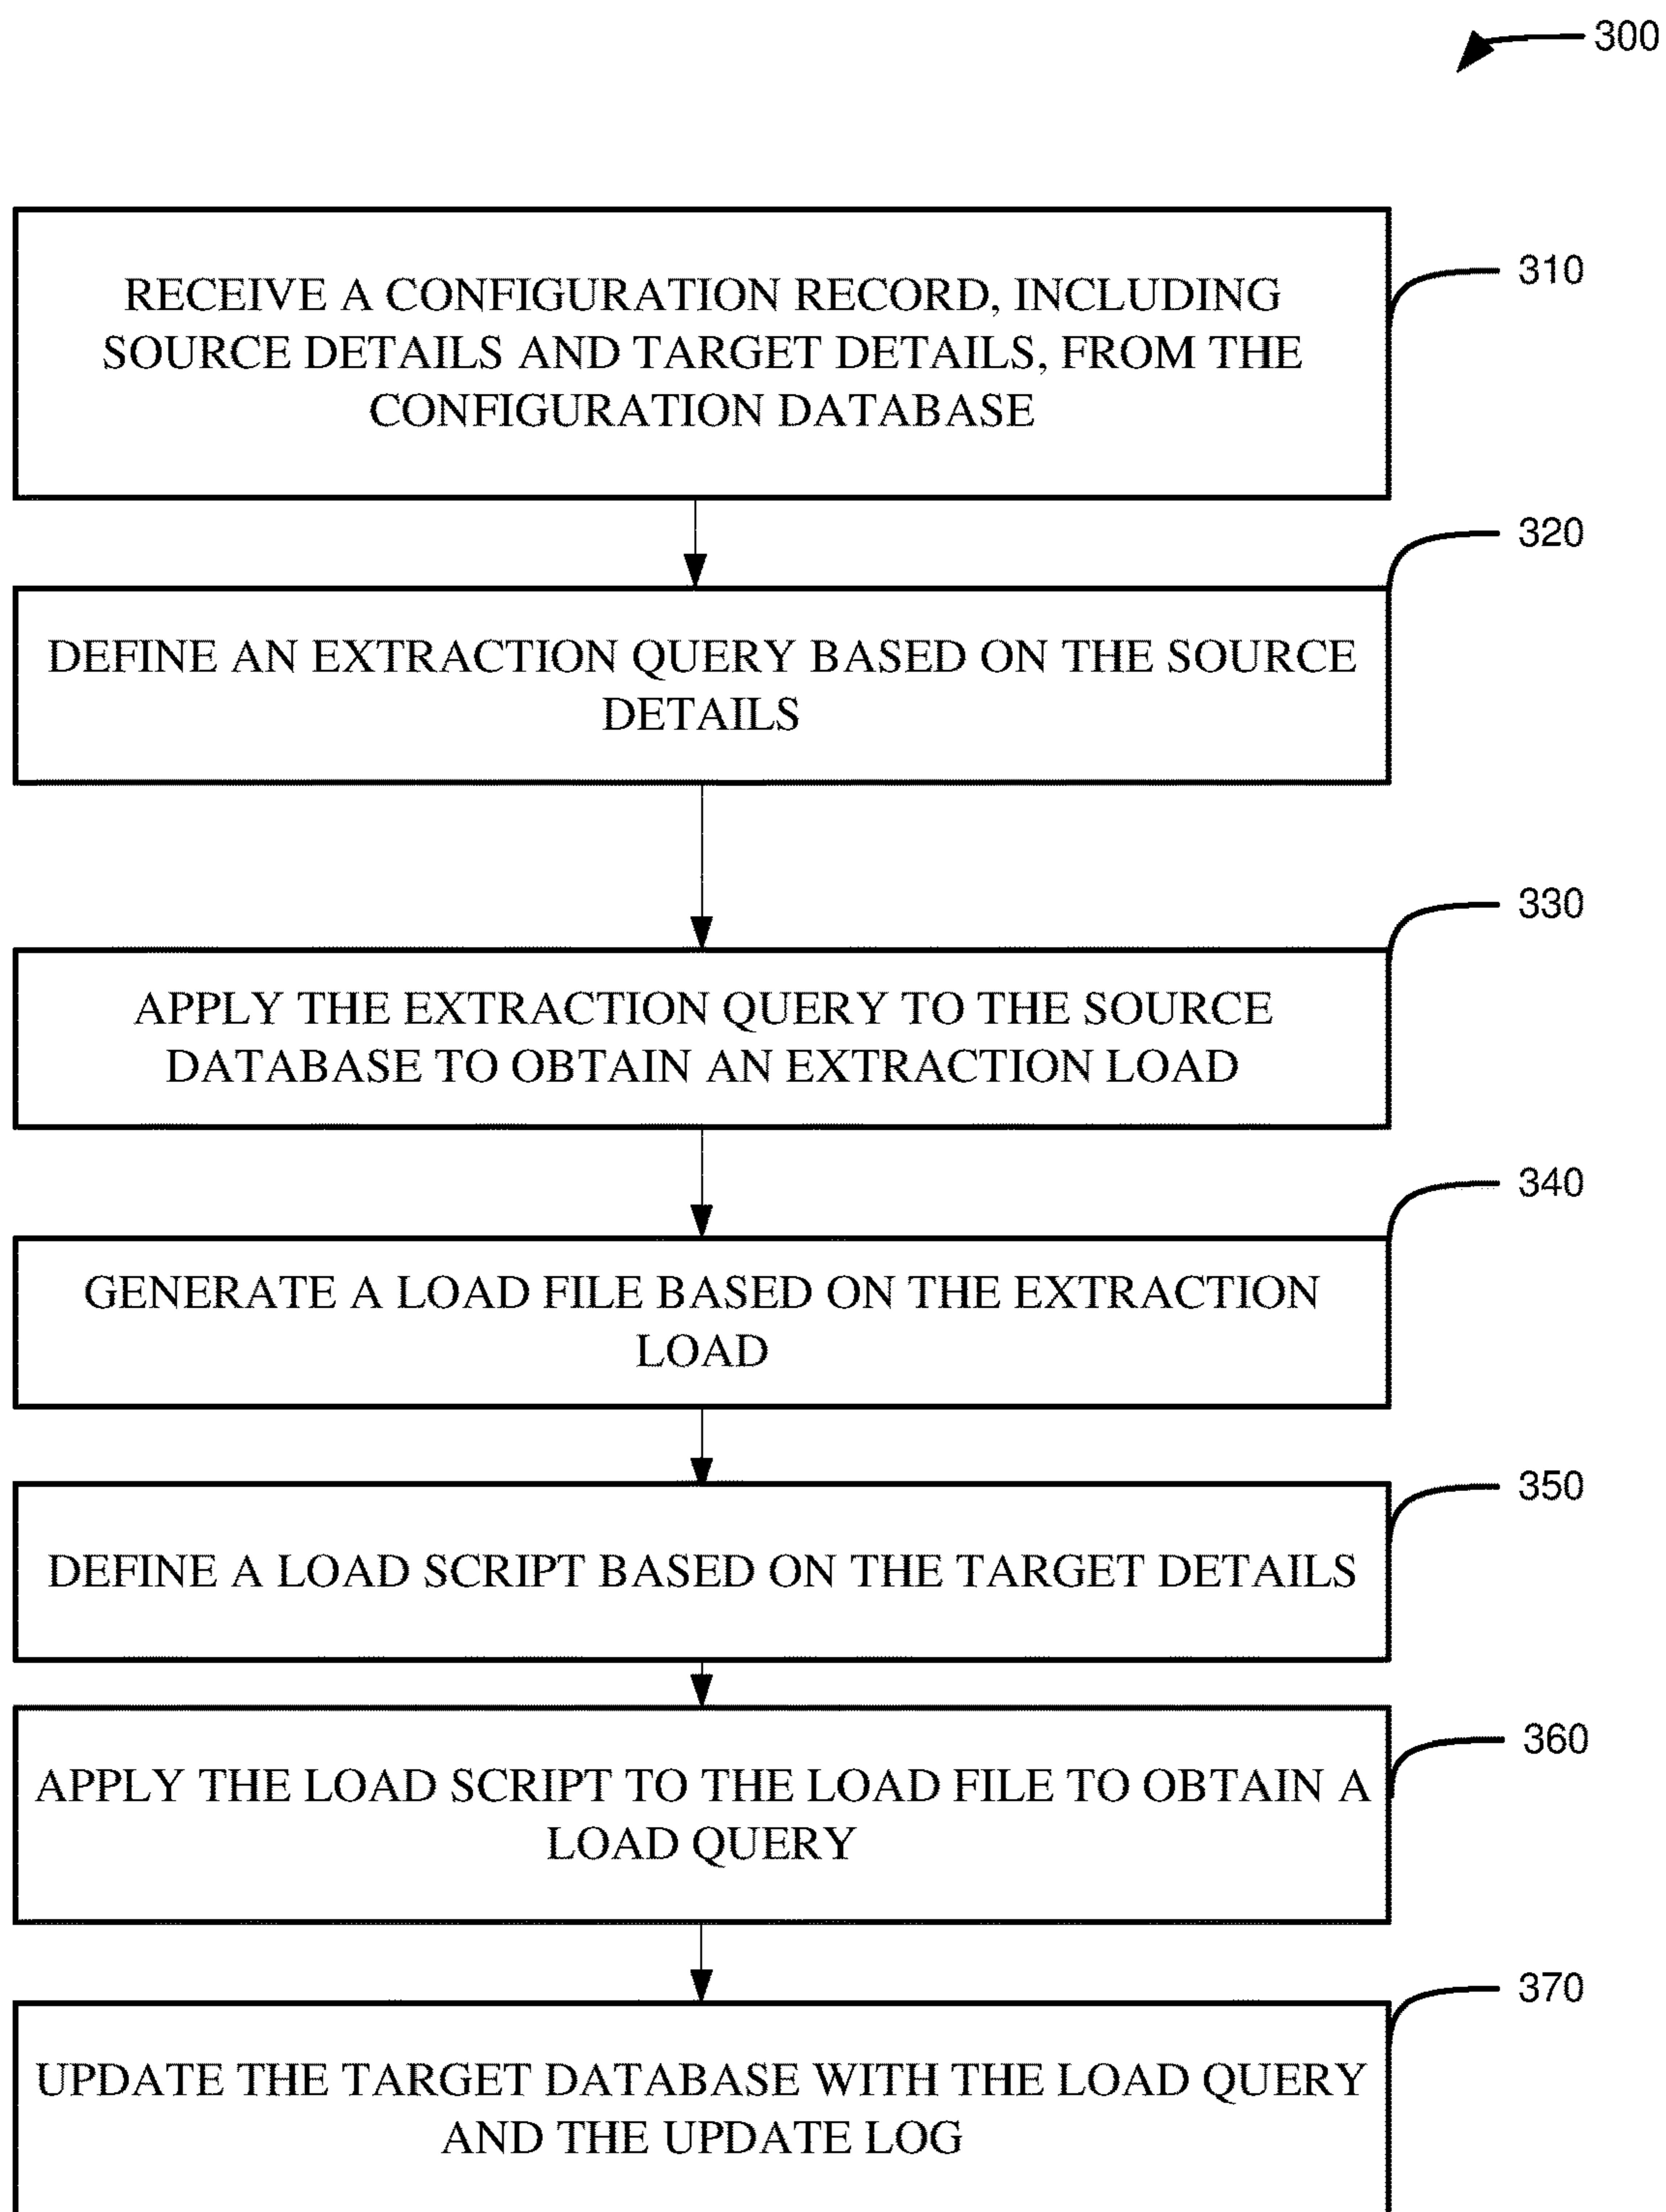 300
RECEIVE A CONFIGURATION RECORD, INCLUDING
SOURCE DETAILS AND TARGET DETAILS, FROM THE
CONFIGURATION DATABASE
310
DEFINE AN EXTRACTION QUERY BASED ON THE SOURCE
DETAILS
320
APPLY THE EXTRACTION QUERY TO THE SOURCE
DATABASE TO OBTAIN AN EXTRACTION LOAD
330
GENERATE A LOAD FILE BASED ON THE EXTRACTION
LOAD
340
DEFINE A LOAD SCRIPT BASED ON THE TARGET DETAILS
350
APPLY THE LOAD SCRIPT TO THE LOAD FILE TO OBTAIN A
LOAD QUERY
360
UPDATE THE TARGET DATABASE WITH THE LOAD QUERY
AND THE UPDATE LOG
370